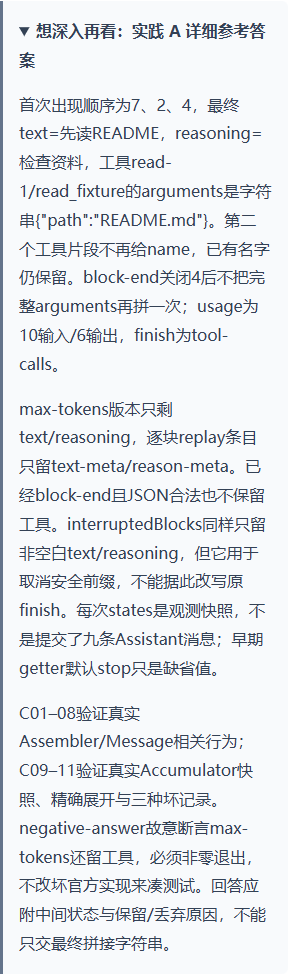 ▼ 想深入再看：实践 A 详细参考答
案
首次出现顺序为7、2、4，最终
text=先读README，reasoning=
检查资料，工具read-
1/read_fixture的arguments是字符
串{"path":"README.md"}。第二
个工具片段不再给name，已有名字
仍保留。block-end关闭4后不把完
整arguments再拼一次；usage为
10输入/6输出，finish为tool-
calls。
max-tokens版本只剩
text/reasoning，逐块replay条目
只留text-meta/reason-meta。已
经block-end且JSON合法也不保留
工具。interruptedBlocks同样只留
非空白text/reasoning，但它用于
取消安全前缀，不能据此改写原
finish。每次states是观测快照，不
是提交了九条Assistant消息；早期
getter默认stop只是缺省值。
C01–08验证真实
Assembler/Message相关行为；
C09–11验证真实Accumulator快
照、精确展开与三种坏记录。
negative-answer故意断言max-
tokens还留工具，必须非零退出，
不改坏官方实现来凑测试。回答应
附中间状态与保留/丢弃原因，不能
只交最终拼接字符串。